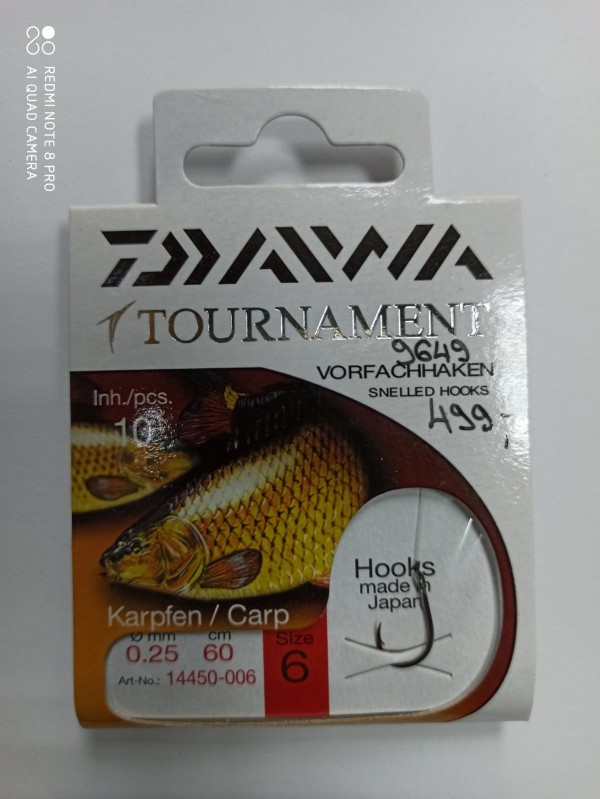 REDMI NOTE 8 PRO
AI QUAD CAMERA
DAIWA
TOURNAMENT
9649
VORFACHHAKEN
SNELLED HOOKS
499,-
Inh./pcs.
10
Hooks
made in
Japan
Karpfen / Carp
Ø mm cm Size
0.25 60 6
Art-No.: 14450-006